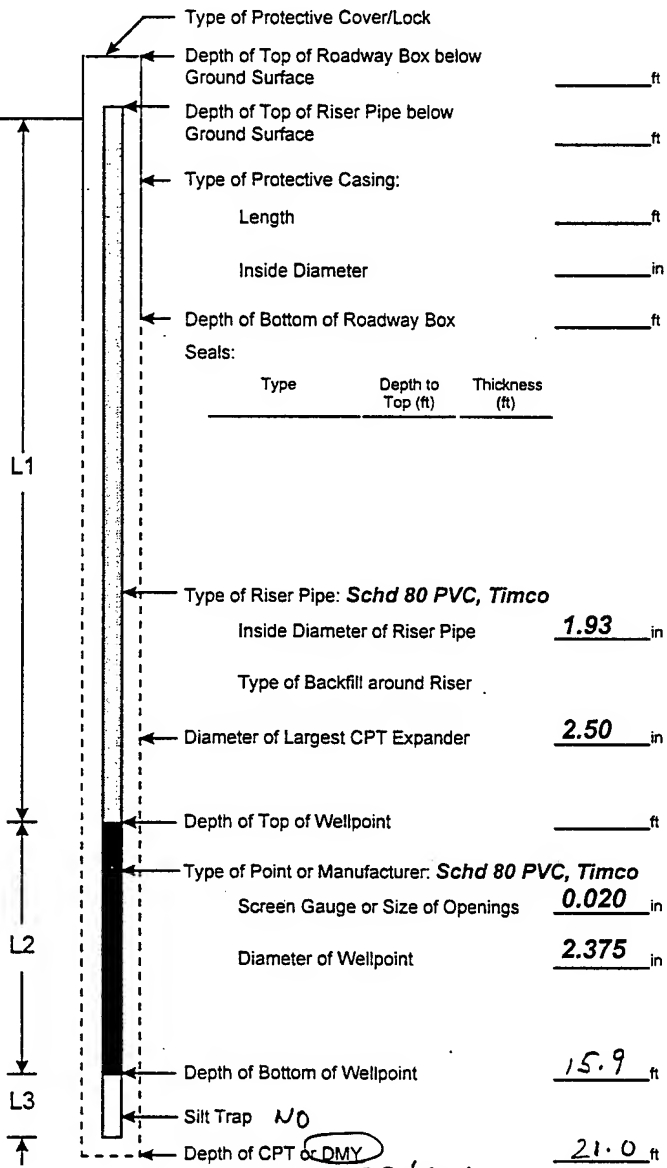 Type of Protective Cover/Lock
Depth of Top of Roadway Box below
Ground Surface ft
Depth of Top of Riser Pipe below
Ground Surface ft
Type of Protective Casing:
Length ft
Inside Diameter in
Depth of Bottom of Roadway Box ft
Seals:
Type Depth to Top (ft) Thickness (ft)
L1
Type of Riser Pipe: Schd 80 PVC, Timco
Inside Diameter of Riser Pipe 1.93 in
Type of Backfill around Riser
Diameter of Largest CPT Expander 2.50 in
Depth of Top of Wellpoint ft
Type of Point or Manufacturer: Schd 80 PVC, Timco
Screen Gauge or Size of Openings 0.020 in
L2
Diameter of Wellpoint 2.375 in
Depth of Bottom of Wellpoint 15.9 ft
L3
Silt Trap NO
Depth of CPT or DMY 21.0 ft